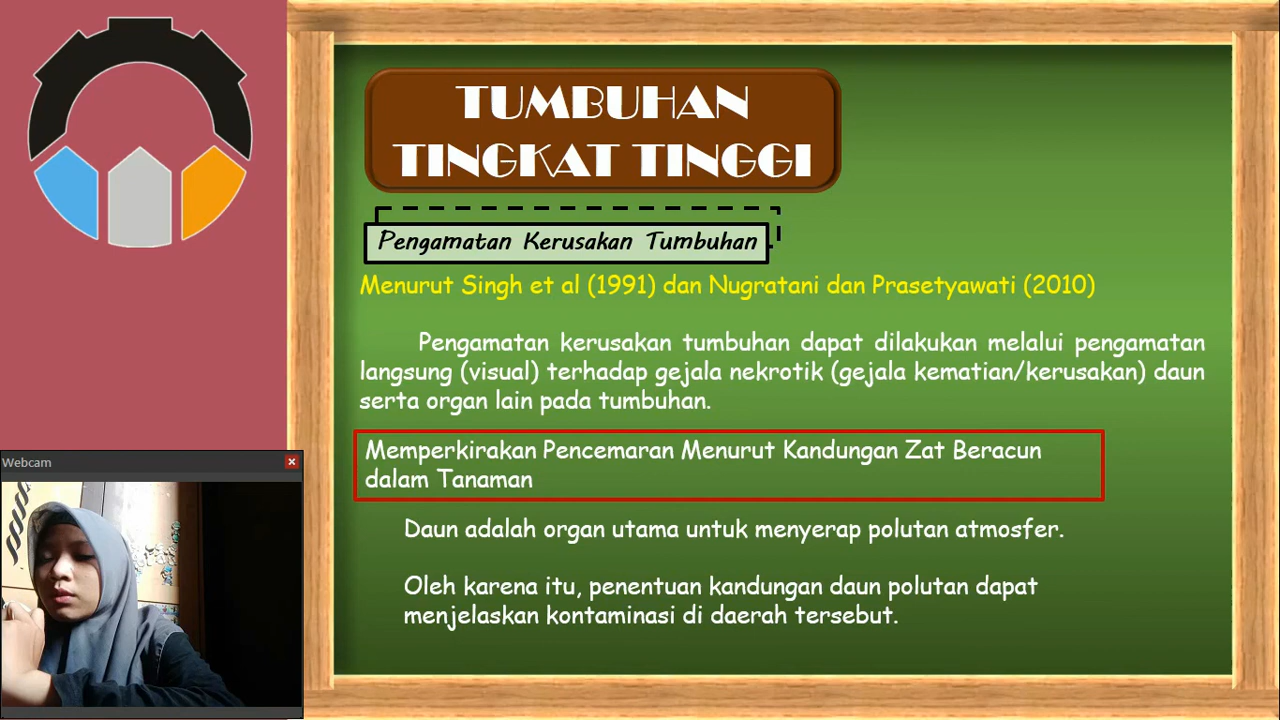 TUMBUHAN
TINGKAT TINGGI
Pengamatan Kerusakan Tumbuhan
Menurut Singh et al (1991) dan Nugratani dan Prasetyawati (2010)
Pengamatan kerusakan tumbuhan dapat dilakukan melalui pengamatan
langsung (visual) terhadap gejala nekrotik (gejala kematian/kerusakan) daun
serta organ lain pada tumbuhan.
Memperkirakan Pencemaran Menurut Kandungan Zat Beracun
dalam Tanaman
Daun adalah organ utama untuk menyerap polutan atmosfer.
Oleh karena itu, penentuan kandungan daun polutan dapat
menjelaskan kontaminasi di daerah tersebut.
Webcam